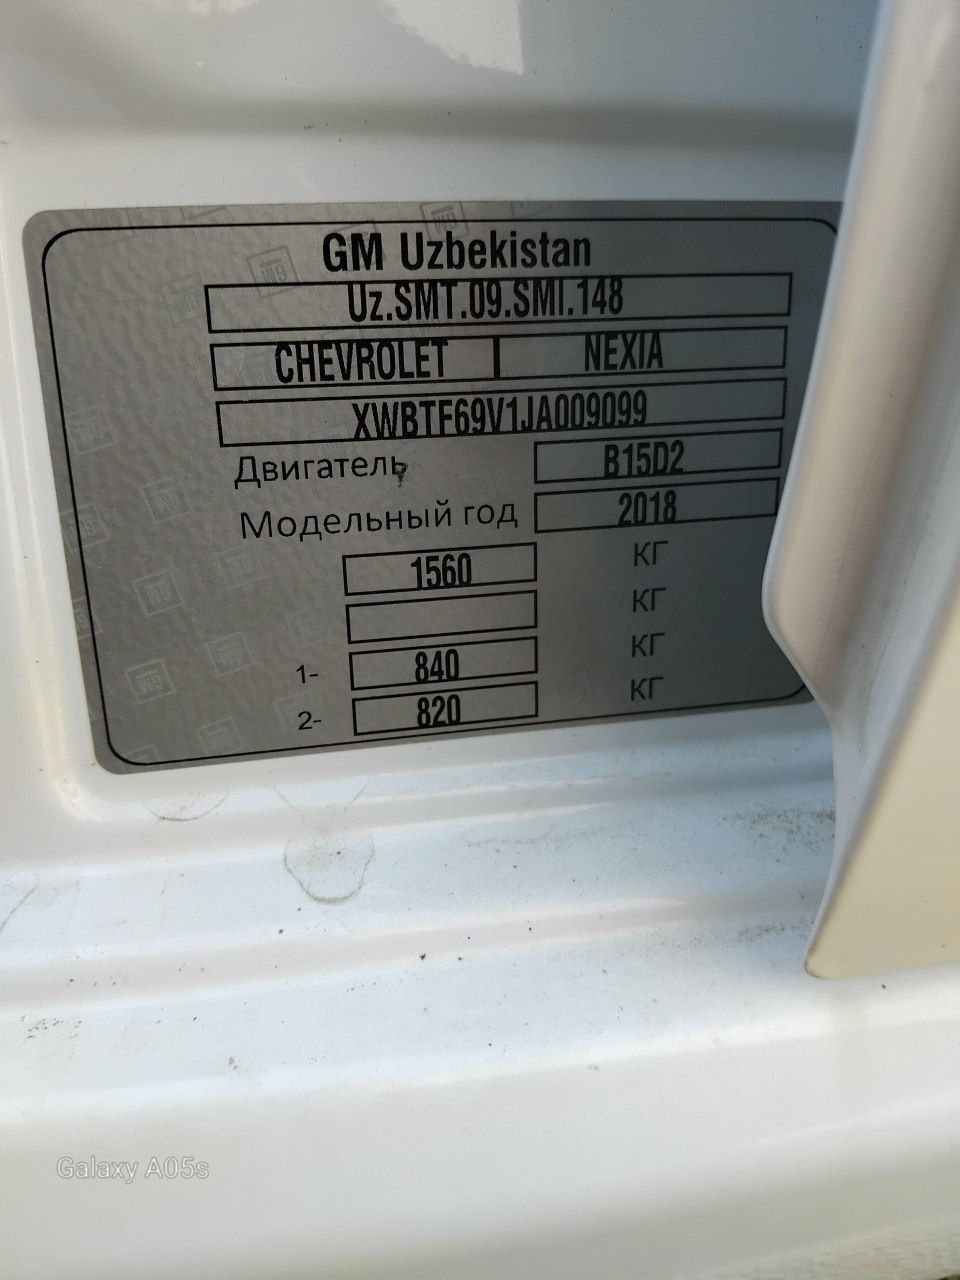 GM Uzbekistan
Uz.SMT.09.SMI.148
CHEVROLET NEXIA
XWBTF69V1JA009099
Двигатель B15D2
Модельный год 2018
1560 КГ
КГ
1- 840 КГ
2- 820 КГ
Galaxy A05s